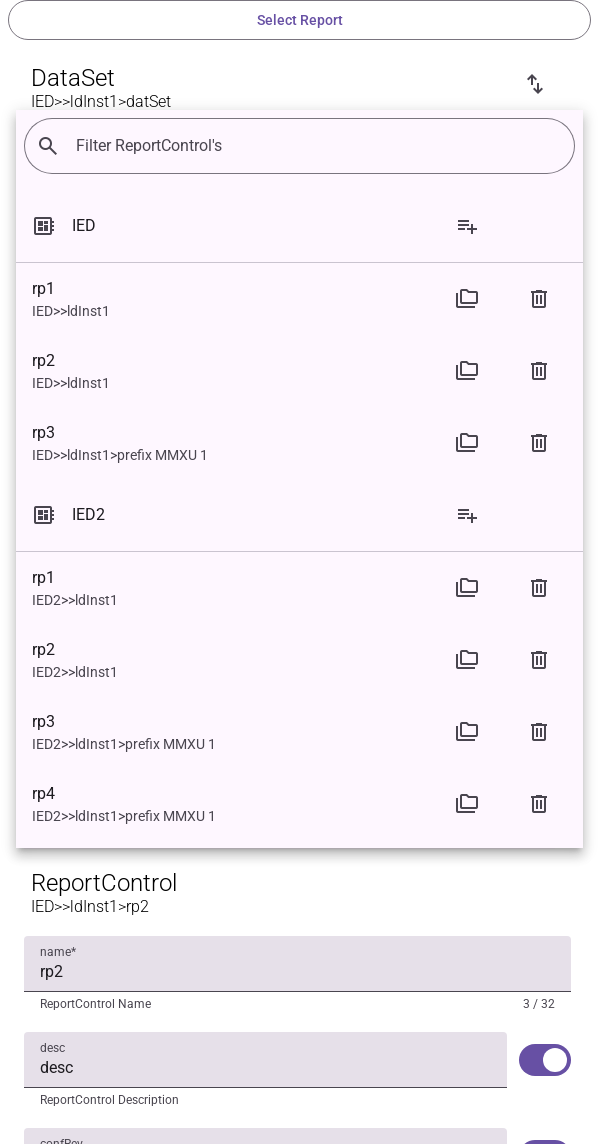 Select Report
DataSet
IED>>ldInst1>datSet
Filter ReportControl's
IED
rp1
IED>>ldInst1
rp2
IED>>ldInst1
rp3
IED>>ldInst1>prefix MMXU 1
IED2
rp1
IED2>>ldInst1
rp2
IED2>>ldInst1
rp3
IED2>>ldInst1>prefix MMXU 1
rp4
IED2>>ldInst1>prefix MMXU 1
ReportControl
IED>>ldInst1>rp2
name*
rp2
ReportControl Name 3 / 32
desc
desc
ReportControl Description
confRev